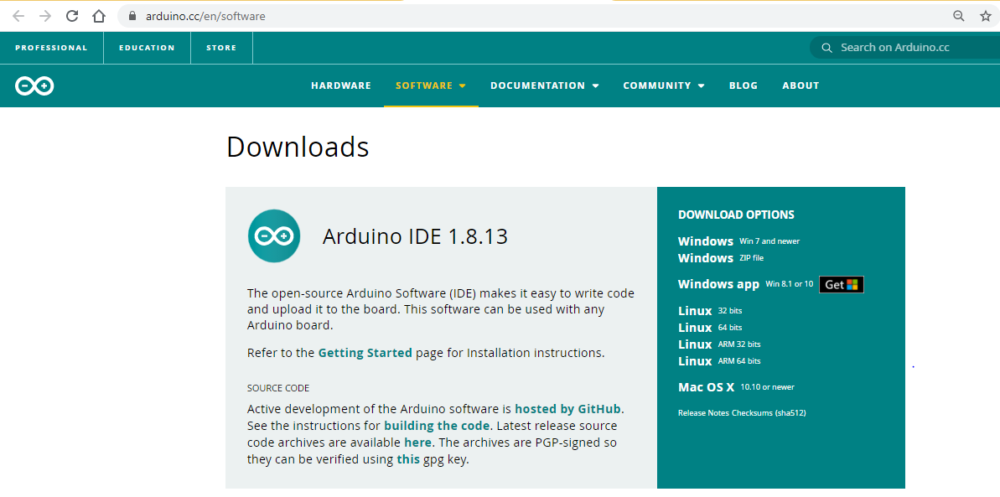 arduino.cc/en/software
PROFESSIONAL EDUCATION STORE Search on Arduino.cc
HARDWARE SOFTWARE DOCUMENTATION COMMUNITY BLOG ABOUT
Downloads
Arduino IDE 1.8.13
The open-source Arduino Software (IDE) makes it easy to write code
and upload it to the board. This software can be used with any
Arduino board.
Refer to the Getting Started page for Installation instructions.
SOURCE CODE
Active development of the Arduino software is hosted by GitHub.
See the instructions for building the code. Latest release source
code archives are available here. The archives are PGP-signed so
they can be verified using this gpg key.
DOWNLOAD OPTIONS
Windows Win 7 and newer
Windows ZIP file
Windows app Win 8.1 or 10 Get
Linux 32 bits
Linux 64 bits
Linux ARM 32 bits
Linux ARM 64 bits
Mac OS X 10.10 or newer
Release Notes Checksums (sha512)